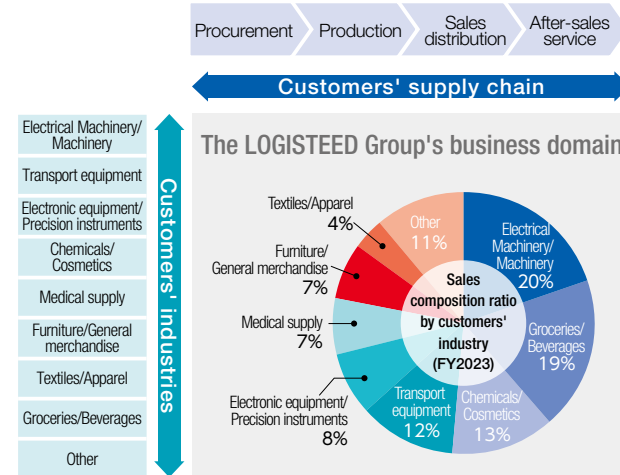 Procurement
Production
Sales
distribution
After-sales
service
Customers' supply chain
Electrical Machinery/
Machinery
Transport equipment
Electronic equipment/
Precision instruments
Chemicals/
Cosmetics
Medical supply
Furniture/General
merchandise
Textiles/Apparel
Groceries/Beverages
Other
Customers' industries
The LOGISTEED Group's business domain
Textiles/Apparel
4%
Other
11%
Electrical
Machinery/
Machinery
20%
Furniture/
General merchandise
7%
Sales
composition ratio
by customers'
industry
(FY2023)
Medical supply
7%
Groceries/
Beverages
19%
Electronic equipment/
Precision instruments
8%
Transport
equipment
12%
Chemicals/
Cosmetics
13%